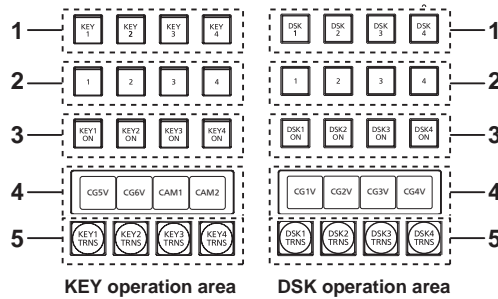 1 KEY 1 KEY 2 KEY 3 KEY 4 DSK 1 DSK 2 DSK 3 DSK 4 1
2 1 2 3 4 1 2 3 4 2
3 KEY1 ON KEY2 ON KEY3 ON KEY4 ON DSK1 ON DSK2 ON DSK3 ON DSK4 ON 3
4 CG5V CG6V CAM1 CAM2 CG1V CG2V CG3V CG4V 4
5 KEY1 TRNS KEY2 TRNS KEY3 TRNS KEY4 TRNS DSK1 TRNS DSK2 TRNS DSK3 TRNS DSK4 TRNS 5
KEY operation area DSK operation area